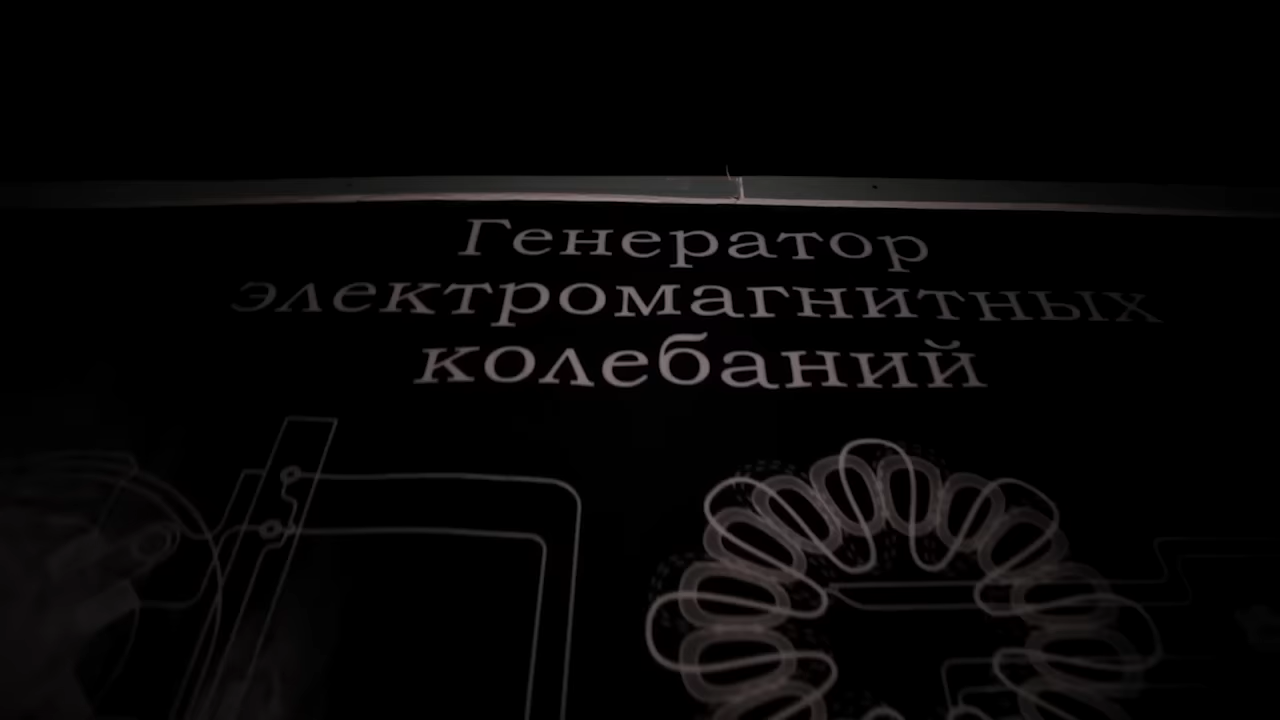 Генератор
электромагнитных
колебаний